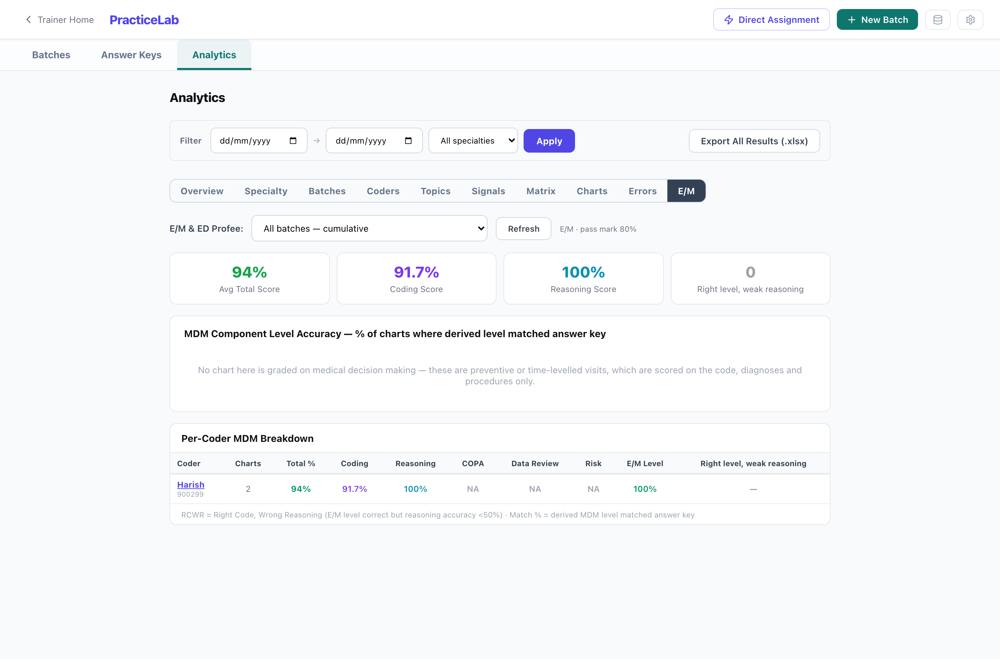 Trainer Home
PracticeLab
Direct Assignment
+ New Batch
Batches
Answer Keys
Analytics
Analytics
Filter
dd/mm/yyyy
→
dd/mm/yyyy
All specialties
Apply
Export All Results (.xlsx)
Overview
Specialty
Batches
Coders
Topics
Signals
Matrix
Charts
Errors
E/M
E/M & ED Profee:
All batches — cumulative
Refresh
E/M · pass mark 80%
94%
Avg Total Score
91.7%
Coding Score
100%
Reasoning Score
0
Right level, weak reasoning
MDM Component Level Accuracy — % of charts where derived level matched answer key
No chart here is graded on medical decision making — these are preventive or time-levelled visits, which are scored on the code, diagnoses and
procedures only.
Per-Coder MDM Breakdown
Coder Charts Total % Coding Reasoning COPA Data Review Risk E/M Level Right level, weak reasoning
Harish 2 94% 91.7% 100% NA NA NA 100% —
900299
RCWR = Right Code, Wrong Reasoning (E/M level correct but reasoning accuracy <50%) · Match % = derived MDM level matched answer key